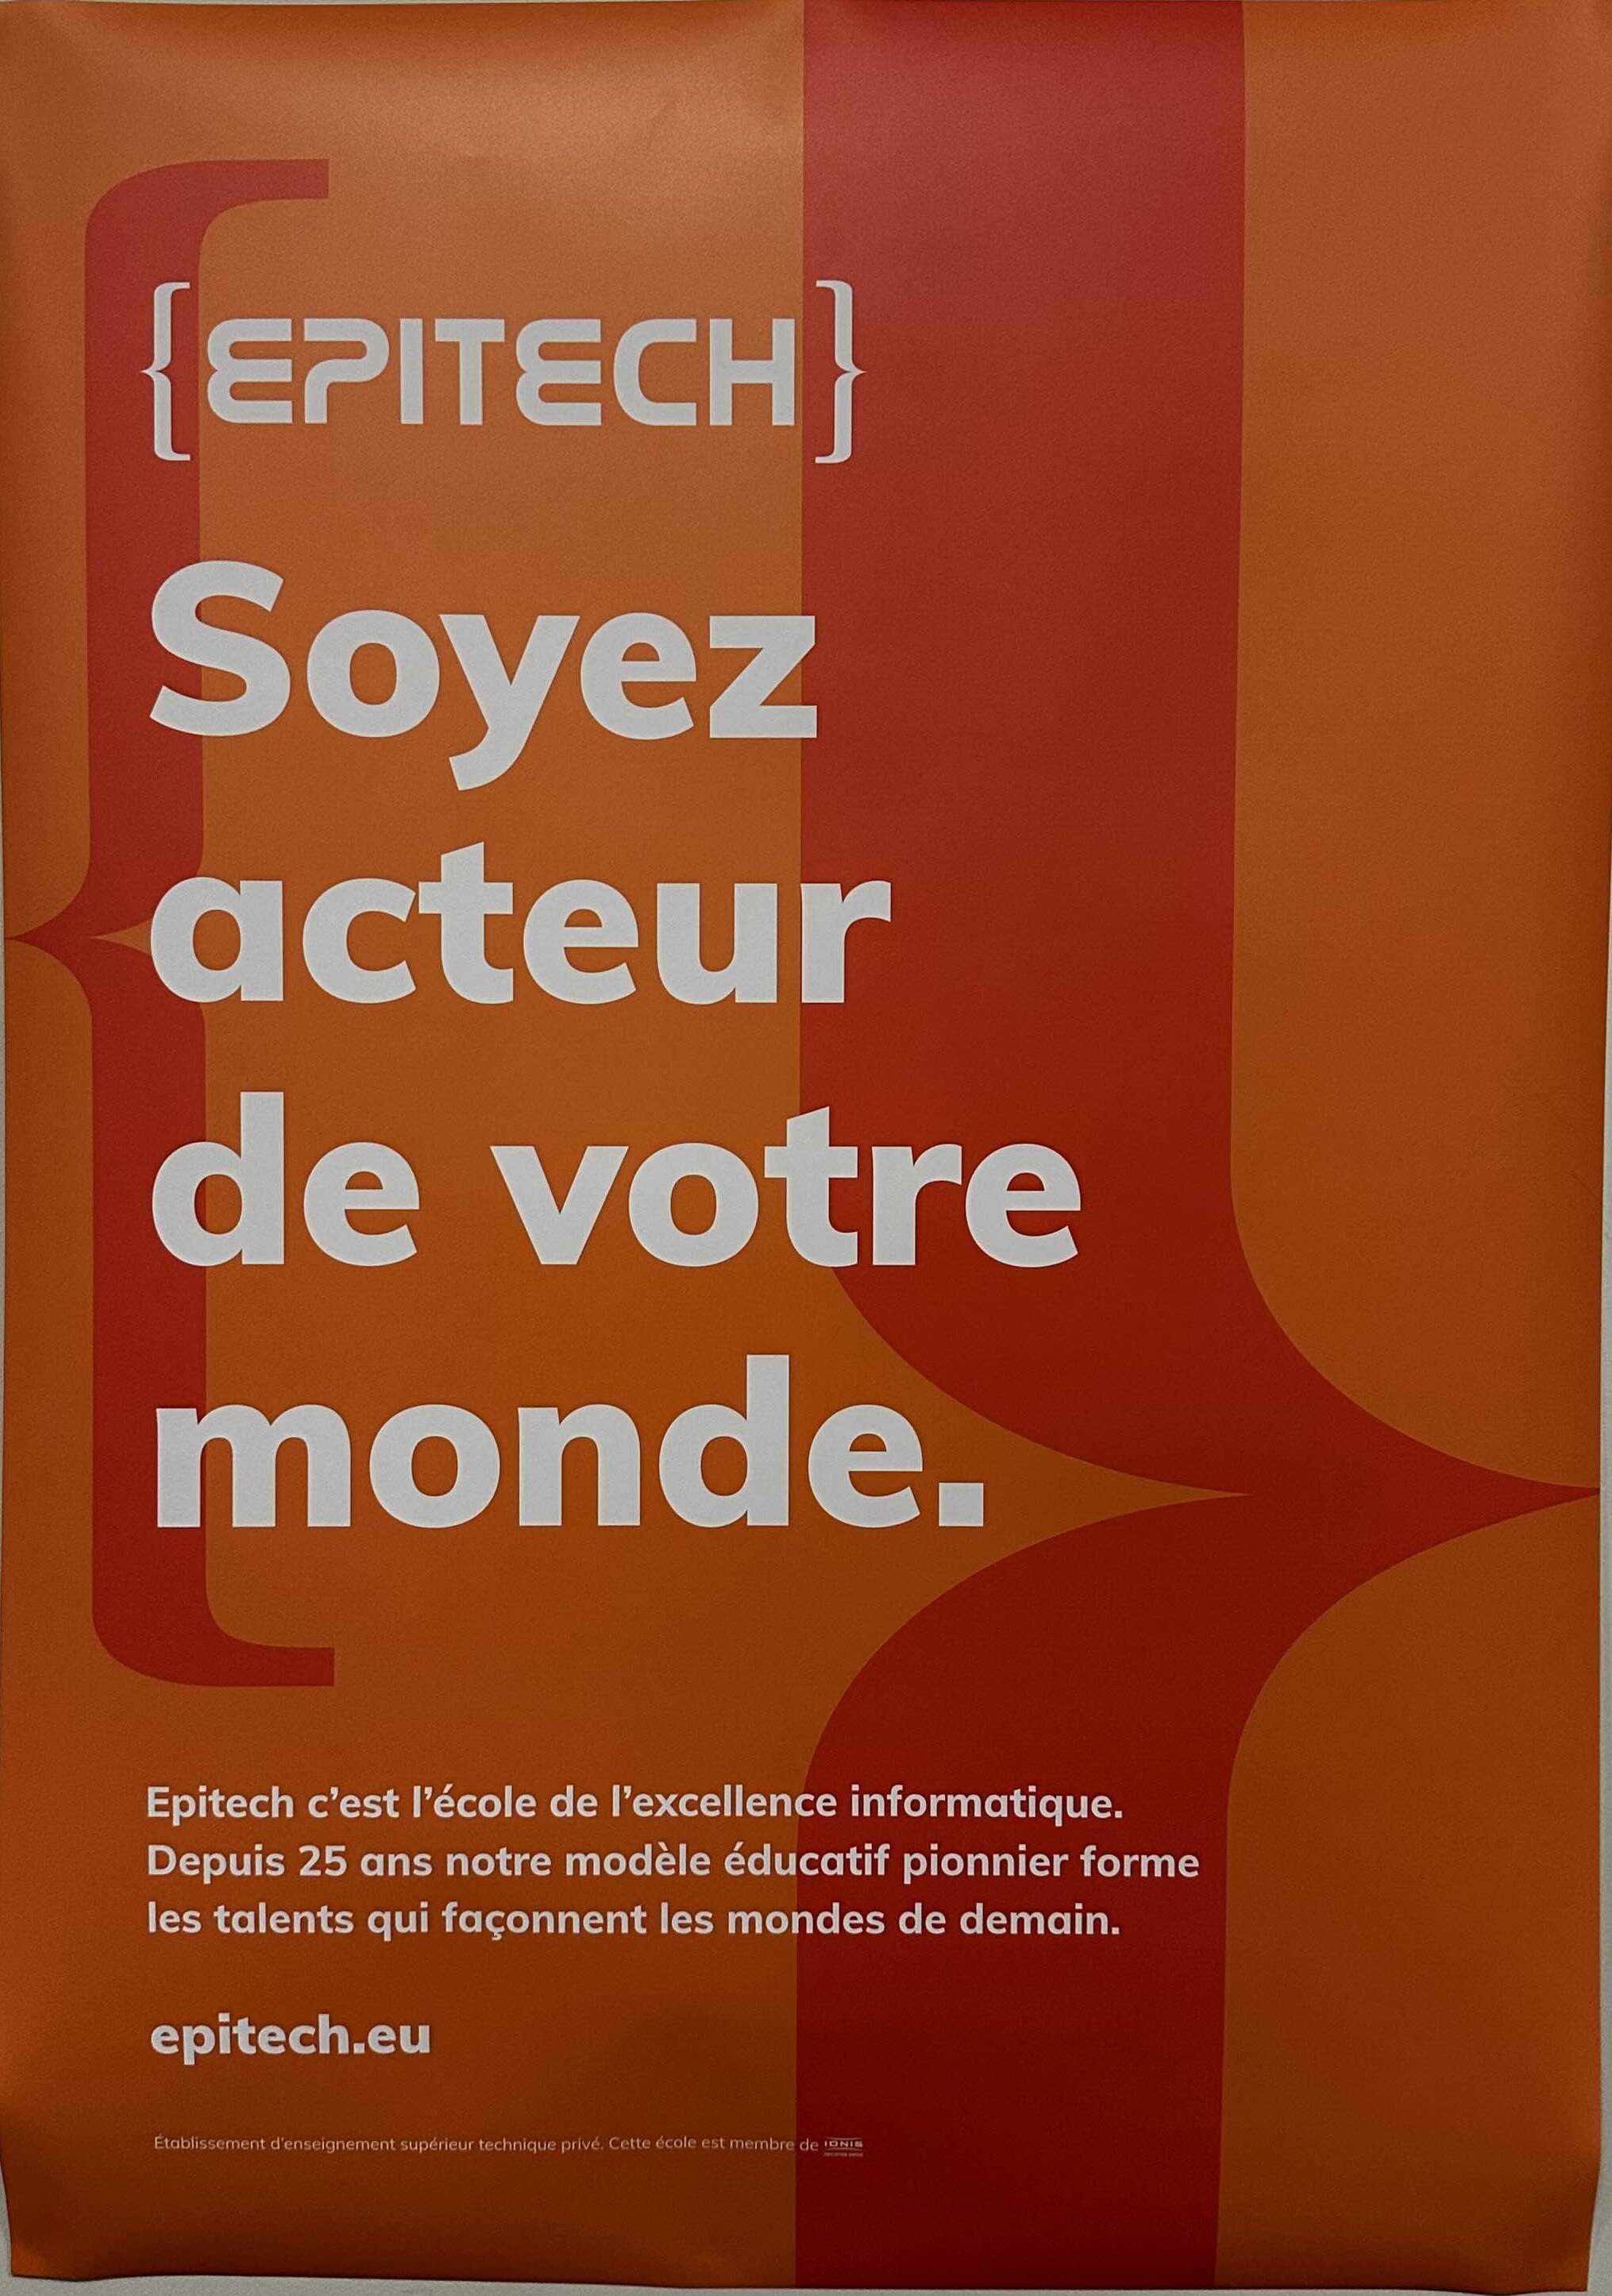 {EPITECH}
Soyez
acteur
de votre
monde.
Epitech c'est l'école de l'excellence informatique.
Depuis 25 ans notre modèle éducatif pionnier forme
les talents qui façonnent les mondes de demain.
epitech.eu
Établissement d'enseignement supérieur technique privé. Cette école est membre de IONIS